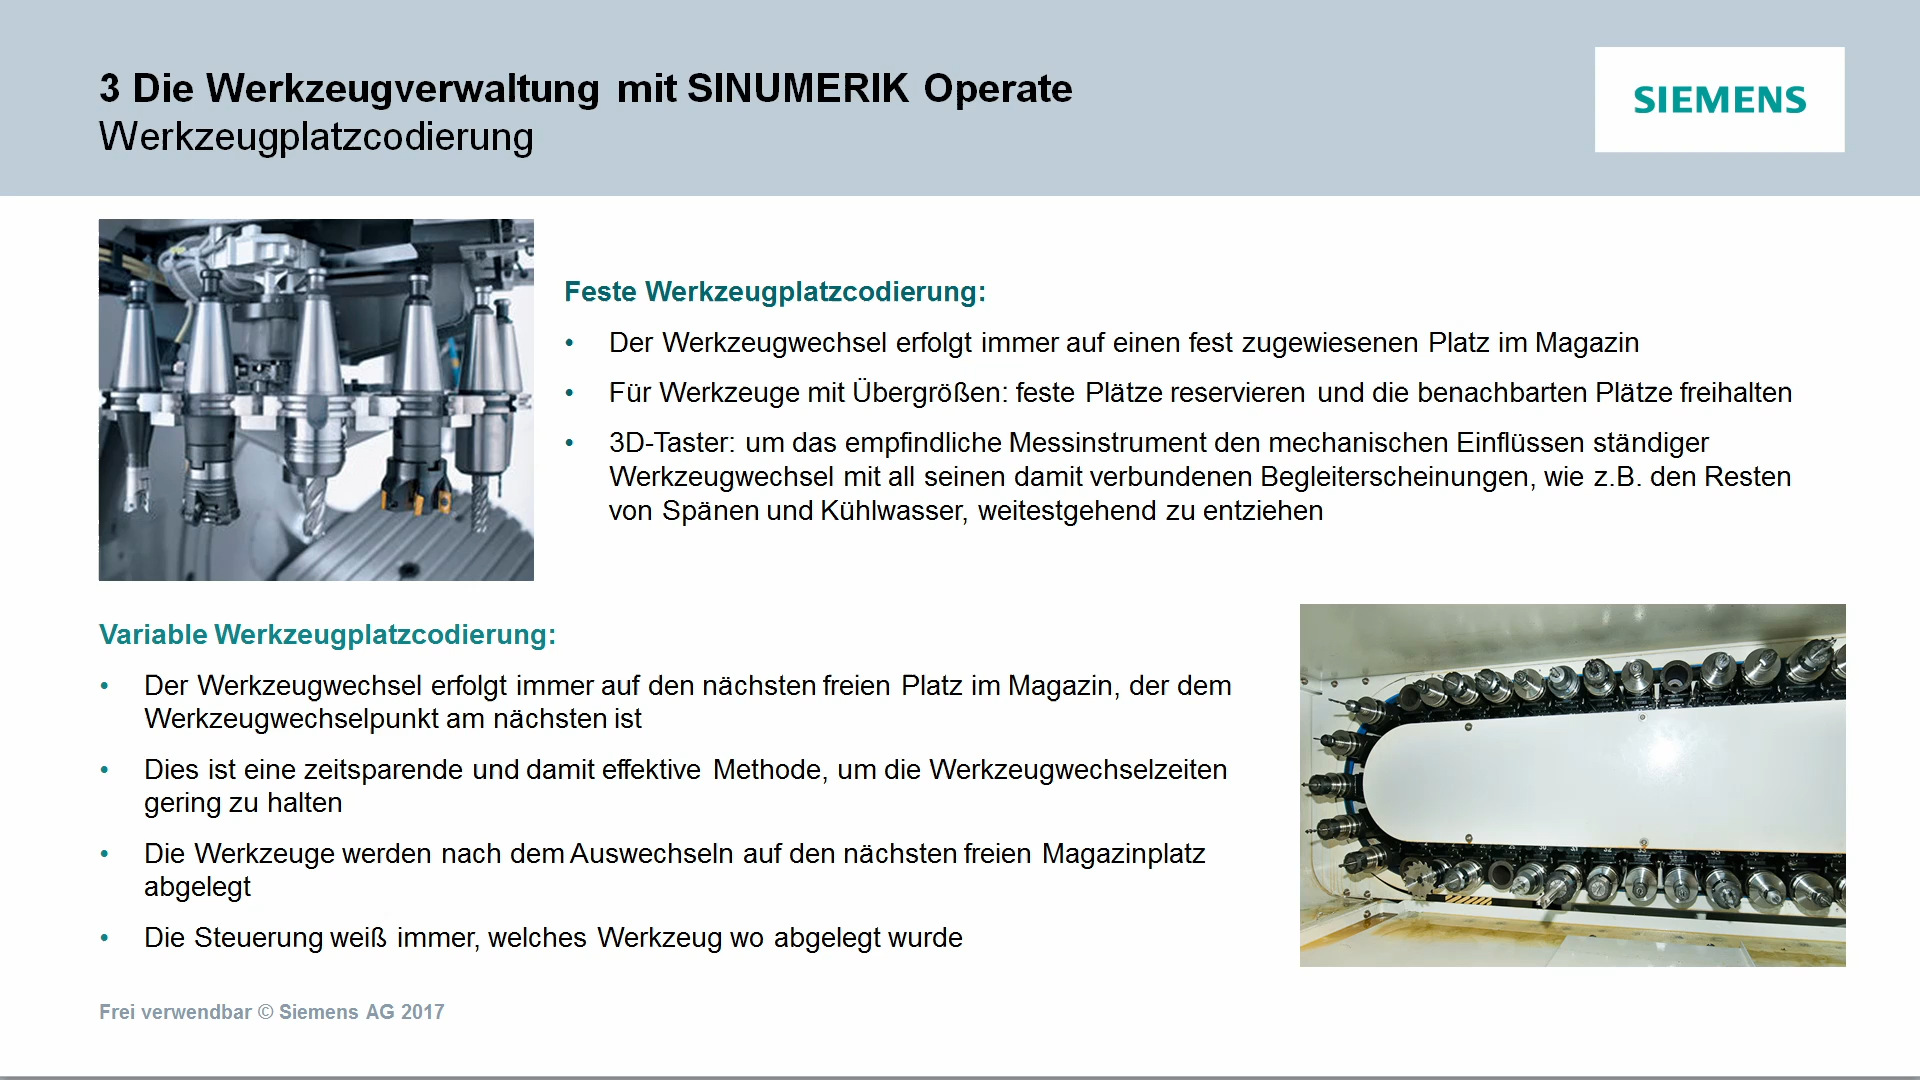 3 Die Werkzeugverwaltung mit SINUMERIK Operate
Werkzeugplatzcodierung
SIEMENS
Feste Werkzeugplatzcodierung:
• Der Werkzeugwechsel erfolgt immer auf einen fest zugewiesenen Platz im Magazin
• Für Werkzeuge mit Übergrößen: feste Plätze reservieren und die benachbarten Plätze freihalten
• 3D-Taster: um das empfindliche Messinstrument den mechanischen Einflüssen ständiger
Werkzeugwechsel mit all seinen damit verbundenen Begleiterscheinungen, wie z.B. den Resten
von Spänen und Kühlwasser, weitestgehend zu entziehen
Variable Werkzeugplatzcodierung:
• Der Werkzeugwechsel erfolgt immer auf den nächsten freien Platz im Magazin, der dem
Werkzeugwechselpunkt am nächsten ist
• Dies ist eine zeitsparende und damit effektive Methode, um die Werkzeugwechselzeiten
gering zu halten
• Die Werkzeuge werden nach dem Auswechseln auf den nächsten freien Magazinplatz
abgelegt
• Die Steuerung weiß immer, welches Werkzeug wo abgelegt wurde
Frei verwendbar © Siemens AG 2017